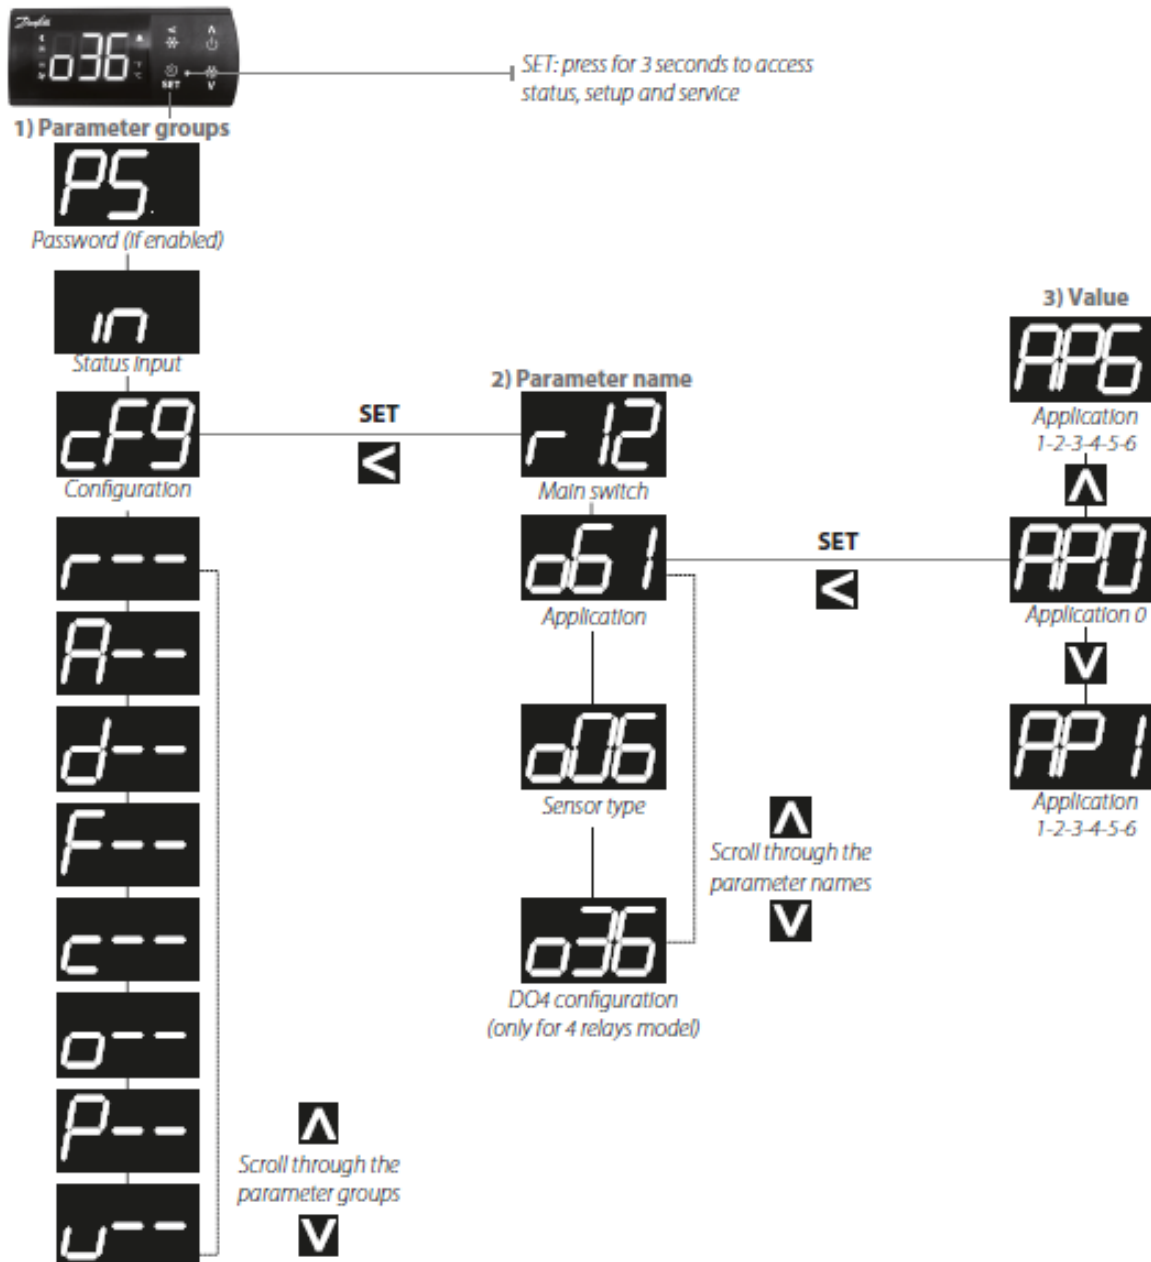 Danfoss
o36
SET
SET: press for 3 seconds to access
status, setup and service
1) Parameter groups
PS
Password (if enabled)
in
Status input
3) Value
AP6
Application
1-2-3-4-5-6
2) Parameter name
cFg
SET
r 12
Configuration
Main switch
r--
o61
SET
AP0
Application
Application 0
A--
d--
o06
AP1
Sensor type
Application
1-2-3-4-5-6
F--
Scroll through the
parameter names
c--
o36
DO4 configuration
(only for 4 relays model)
o--
P--
Scroll through the
parameter groups
u--